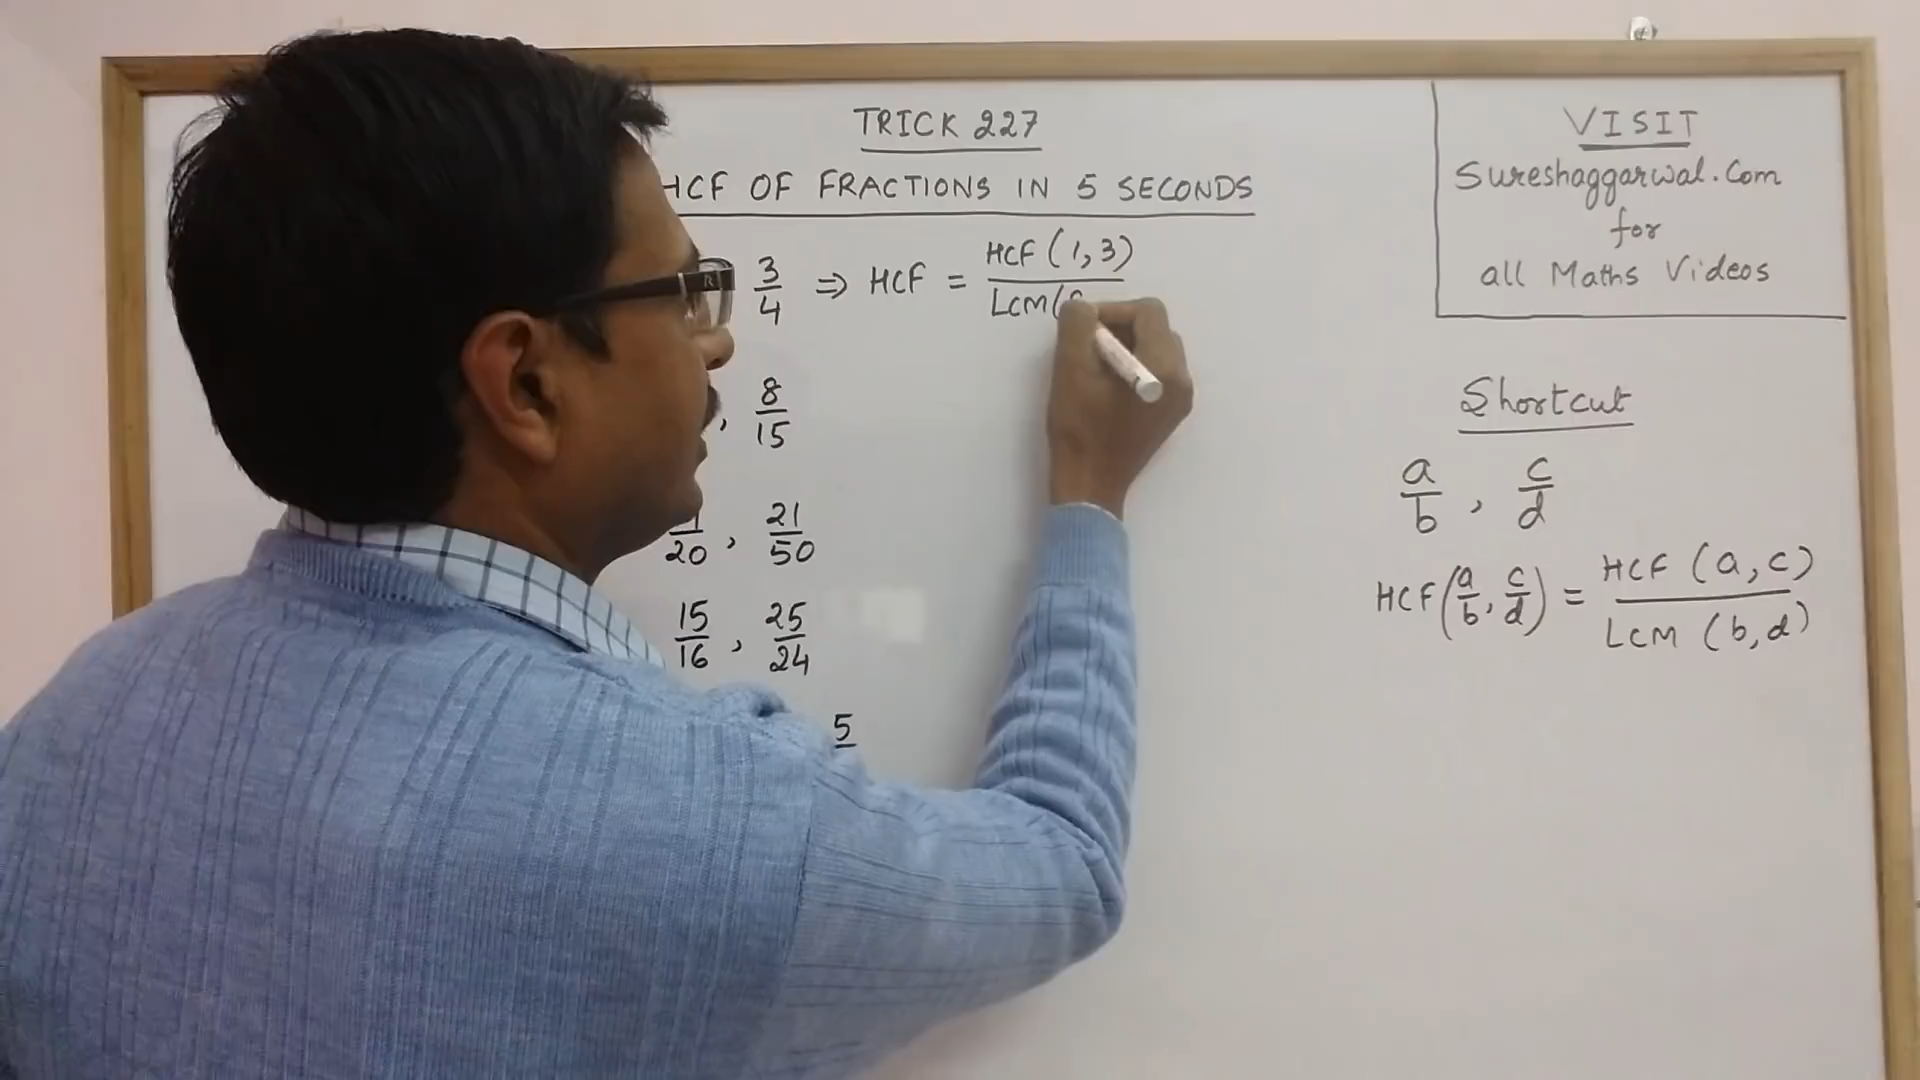 TRICK 227
HCF OF FRACTIONS IN 5 SECONDS
3/4 ⇒ HCF = HCF (1,3) / LCM (
, 8/15
/20 , 21/50
15/16 , 25/24
5
VISIT
Sureshaggarwal.com
for
all Maths Videos
Shortcut
a/b , c/d
HCF(a/b, c/d) = HCF (a,c) / LCM (b,d)